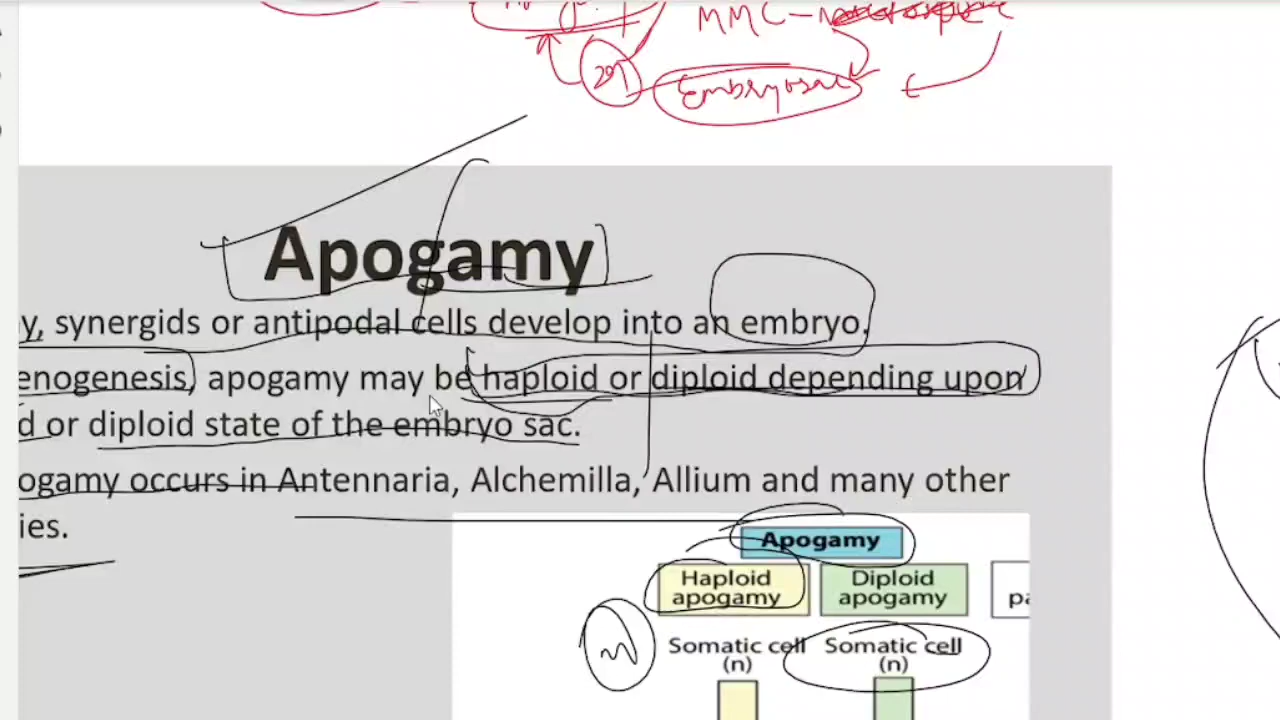 MMC-
2n Embryosac
Apogamy
y, synergids or antipodal cells develop into an embryo.
enogenesis, apogamy may be haploid or diploid depending upon
d or diploid state of the embryo sac.
ogamy occurs in Antennaria, Alchemilla, Allium and many other
ies.
Apogamy
Haploid apogamy
Diploid apogamy
pa
Somatic cell (n)
Somatic cell (n)
n